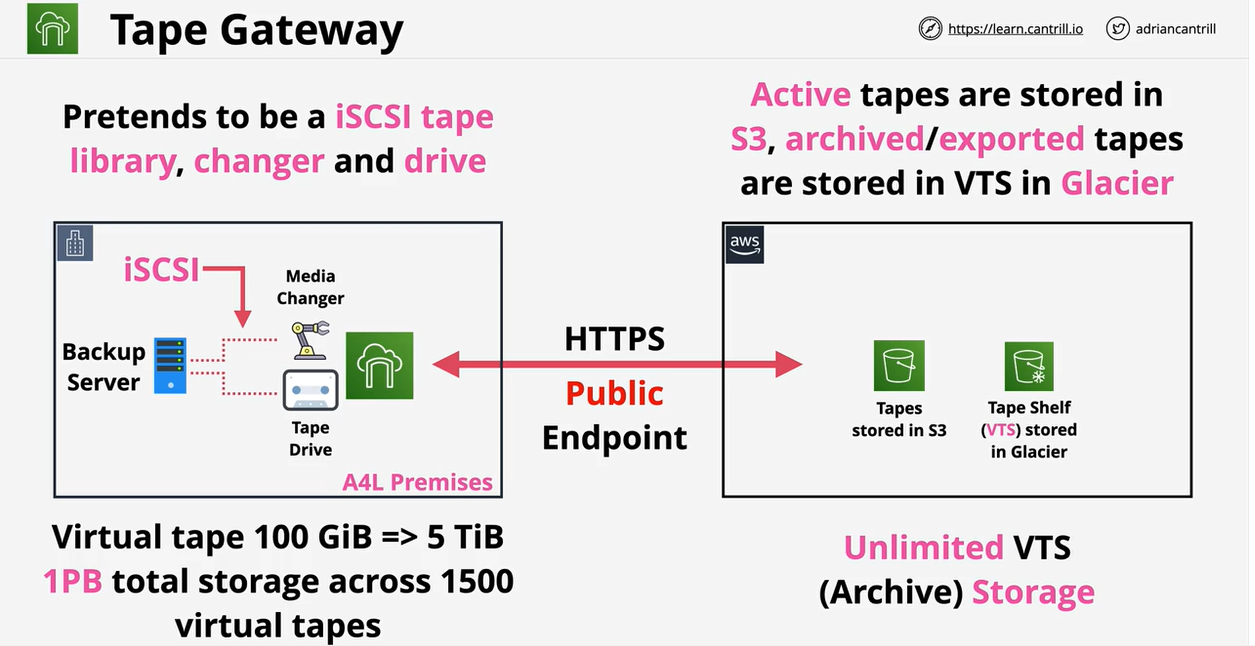 Tape Gateway
https://learn.cantrill.io
adriancantrill
Pretends to be a iSCSI tape
library, changer and drive
Active tapes are stored in
S3, archived/exported tapes
are stored in VTS in Glacier
iSCSI
Media
Changer
Backup
Server
Tape
Drive
A4L Premises
HTTPS
Public
Endpoint
aws
Tapes
stored in S3
Tape Shelf
(VTS) stored
in Glacier
Virtual tape 100 GiB => 5 TiB
1PB total storage across 1500
virtual tapes
Unlimited VTS
(Archive) Storage